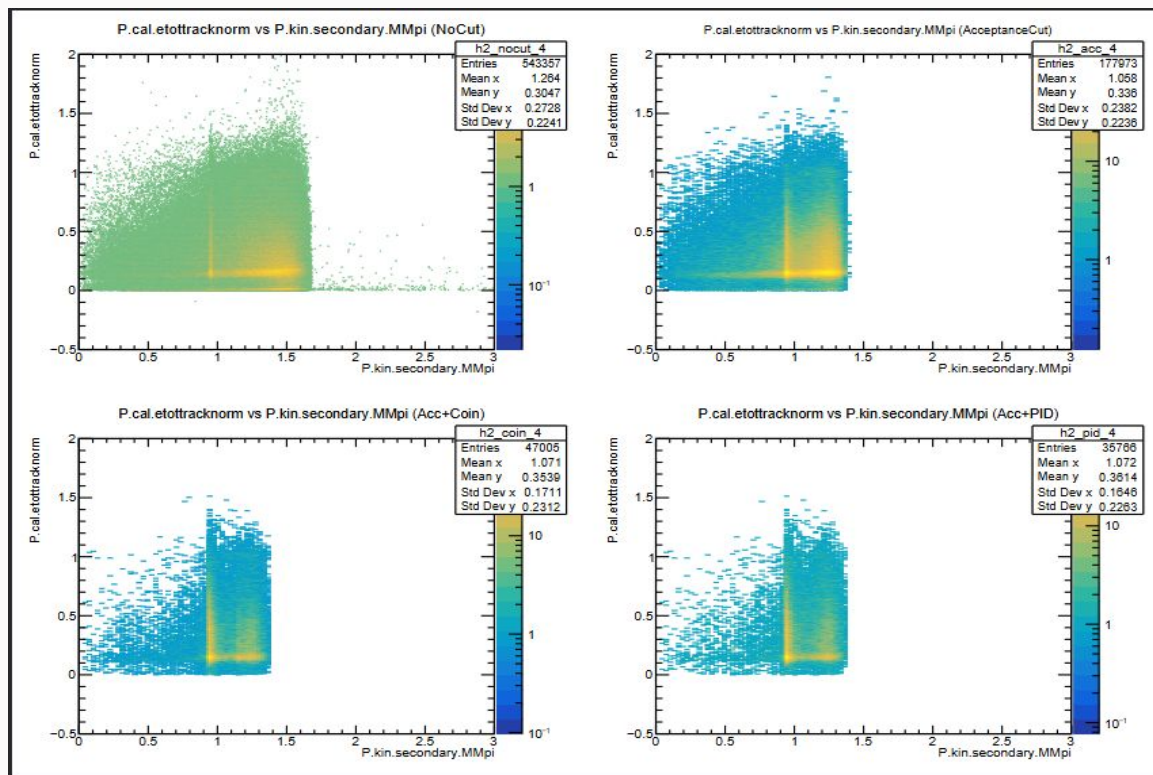 P.cal.etottracknorm vs P.kin.secondary.MMpi (NoCut)
h2_nocut_4
Entries 543357
Mean x 1.264
Mean y 0.3047
Std Dev x 0.2728
Std Dev y 0.2241
P.cal.etottracknorm
2
1.5
1
0.5
0
−0.5
0 0.5 1 1.5 2 2.5 3
P.kin.secondary.MMpi
1
10⁻¹
P.cal.etottracknorm vs P.kin.secondary.MMpi (AcceptanceCut)
h2_acc_4
Entries 177973
Mean x 1.058
Mean y 0.336
Std Dev x 0.2382
Std Dev y 0.2236
P.cal.etottracknorm
2
1.5
1
0.5
0
−0.5
0 0.5 1 1.5 2 2.5 3
P.kin.secondary.MMpi
10
1
P.cal.etottracknorm vs P.kin.secondary.MMpi (Acc+Coin)
h2_coin_4
Entries 47005
Mean x 1.071
Mean y 0.3539
Std Dev x 0.1711
Std Dev y 0.2312
P.cal.etottracknorm
2
1.5
1
0.5
0
−0.5
0 0.5 1 1.5 2 2.5 3
P.kin.secondary.MMpi
10
1
10⁻¹
P.cal.etottracknorm vs P.kin.secondary.MMpi (Acc+PID)
h2_pid_4
Entries 35766
Mean x 1.072
Mean y 0.3614
Std Dev x 0.1646
Std Dev y 0.2263
P.cal.etottracknorm
2
1.5
1
0.5
0
−0.5
0 0.5 1 1.5 2 2.5 3
P.kin.secondary.MMpi
10
1
10⁻¹